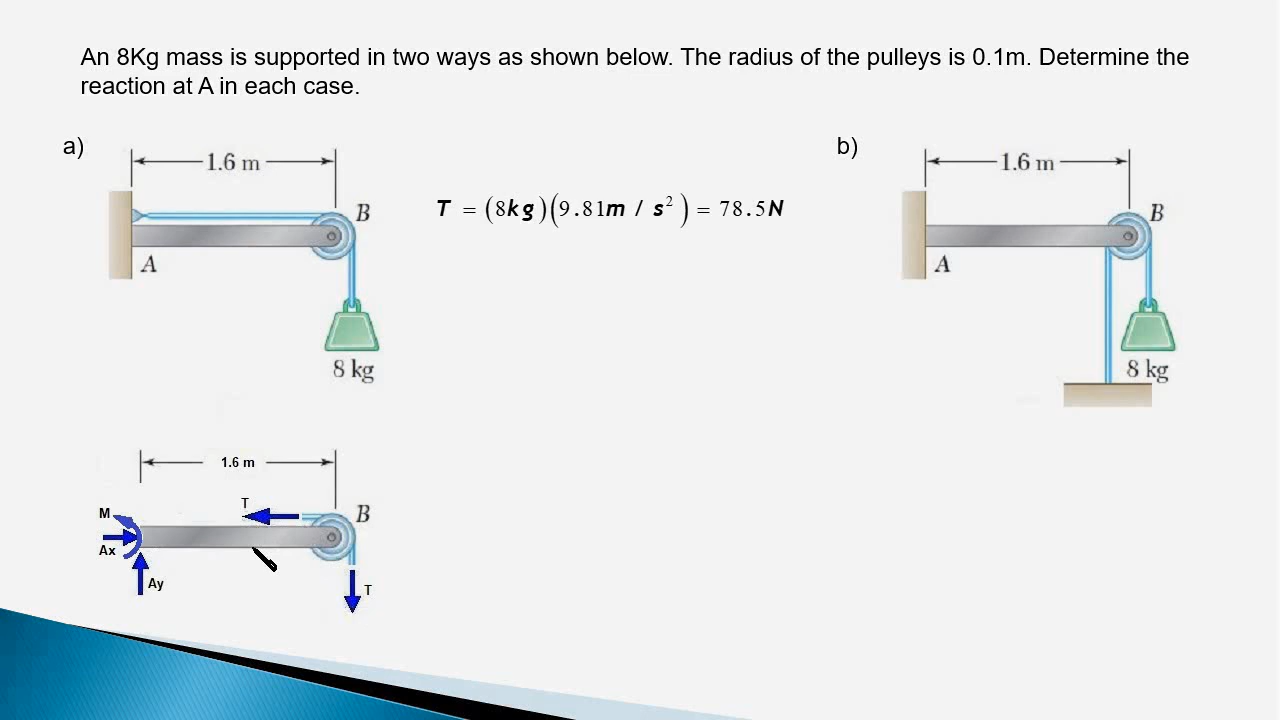 An 8Kg mass is supported in two ways as shown below. The radius of the pulleys is 0.1m. Determine the
reaction at A in each case.
a)
1.6 m
B
A
8 kg
T = (8kg)(9.81m / s²) = 78.5N
b)
1.6 m
B
A
8 kg
1.6 m
T
B
M
Ax
Ay
T